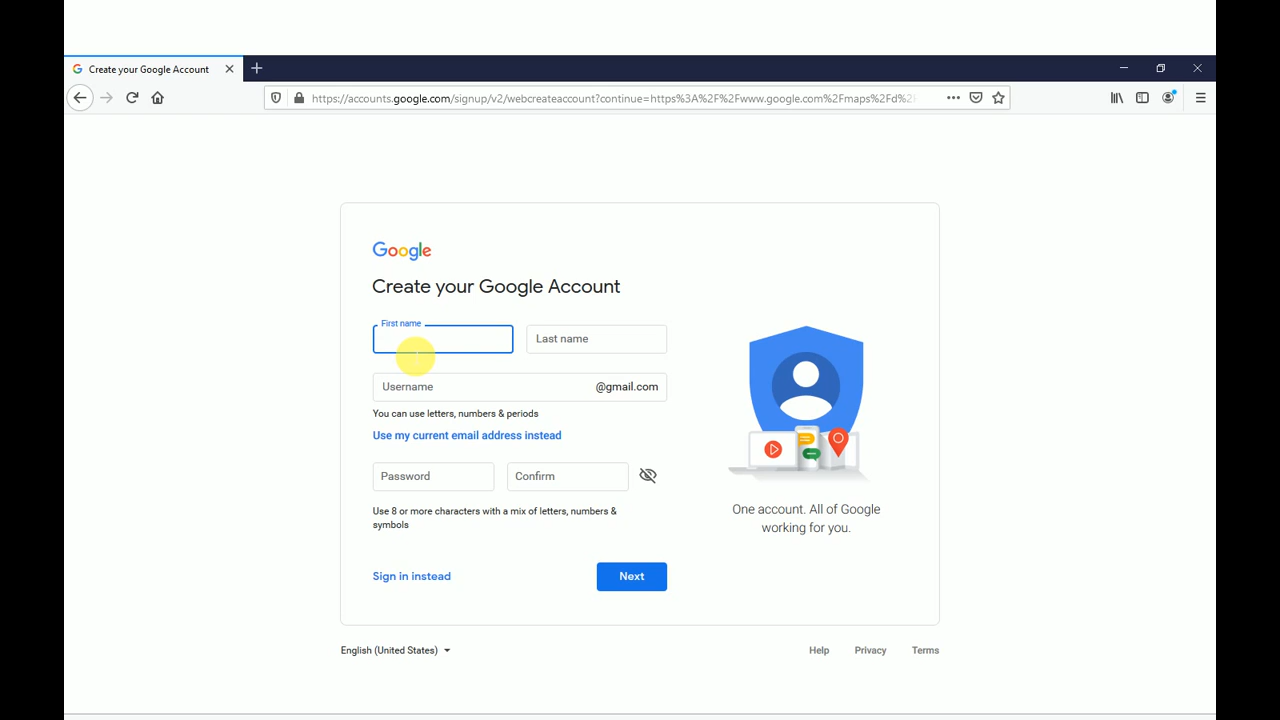 Create your Google Account
https://accounts.google.com/signup/v2/webcreateaccount?continue=https%3A%2F%2Fwww.google.com%2Fmaps%2Fd%2
Google
Create your Google Account
First name
Last name
Username @gmail.com
You can use letters, numbers & periods
Use my current email address instead
Password
Confirm
Use 8 or more characters with a mix of letters, numbers &
symbols
One account. All of Google
working for you.
Sign in instead
Next
English (United States)
Help
Privacy
Terms